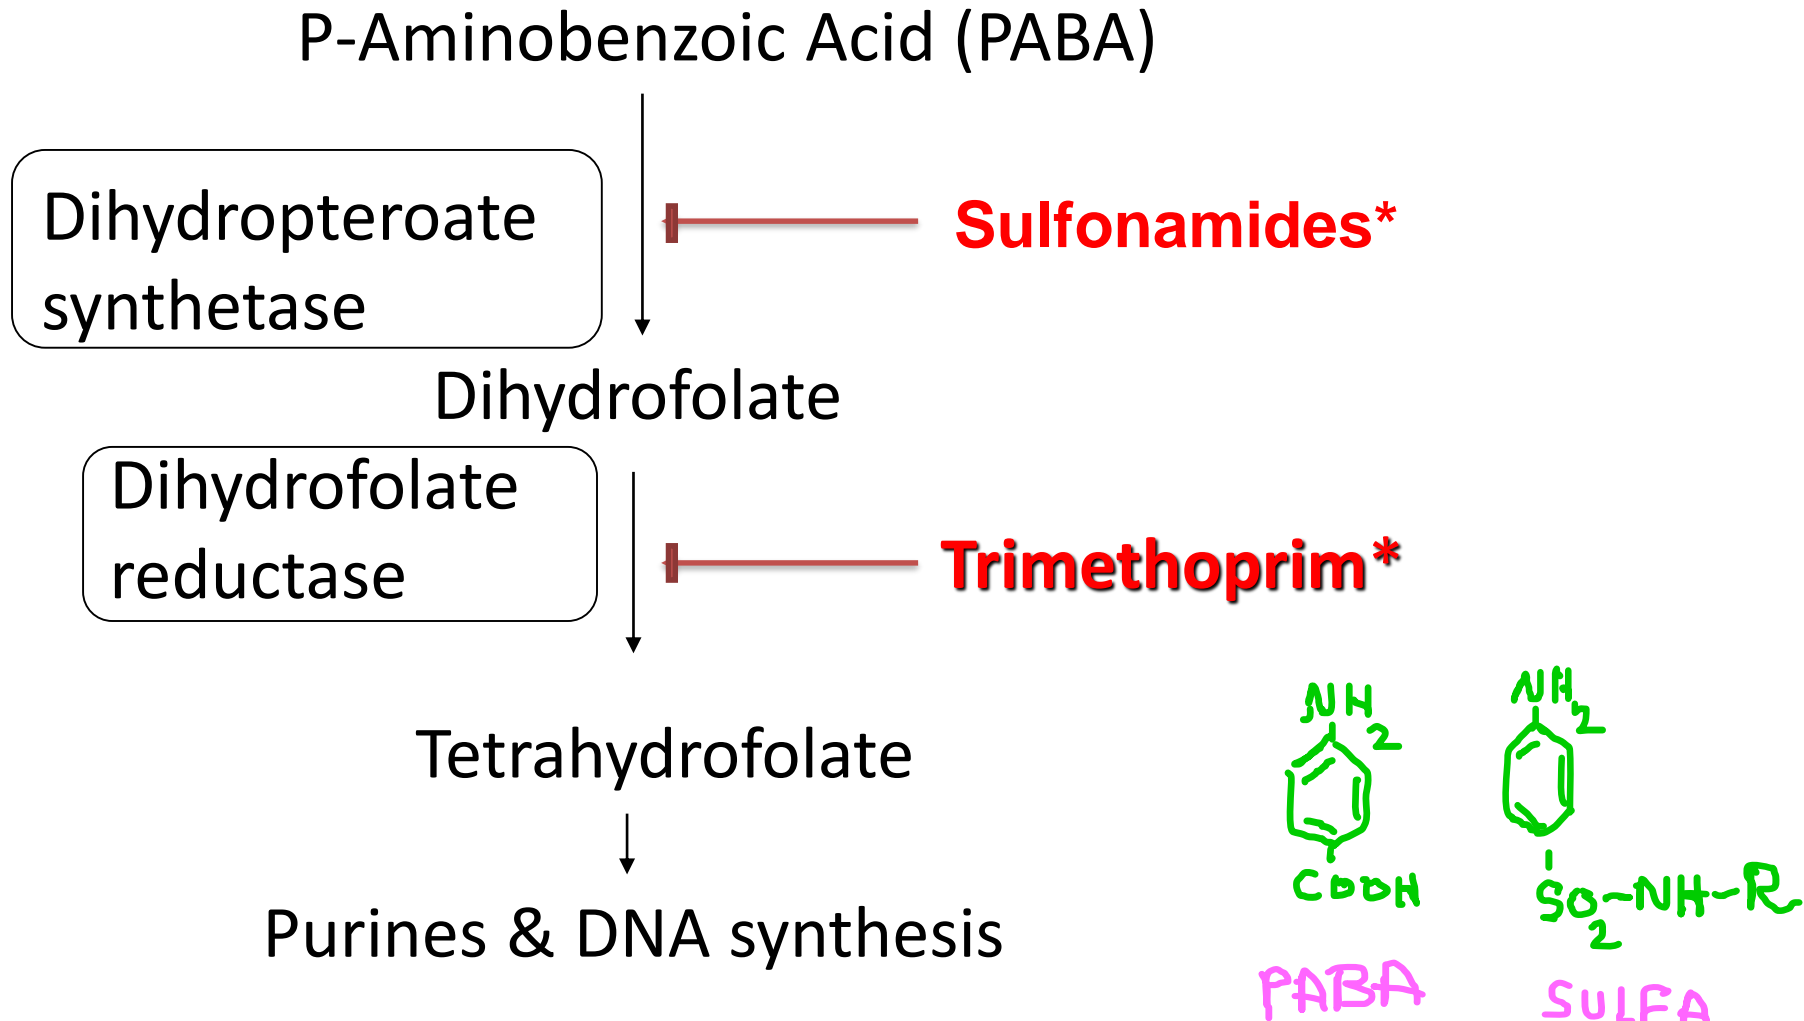 P-Aminobenzoic Acid (PABA)
Dihydropteroate
synthetase
Sulfonamides*
Dihydrofolate
Dihydrofolate
reductase
Trimethoprim*
Tetrahydrofolate
Purines & DNA synthesis
NH2
COOH
PABA
NH2
SO2-NH-R
SULFA